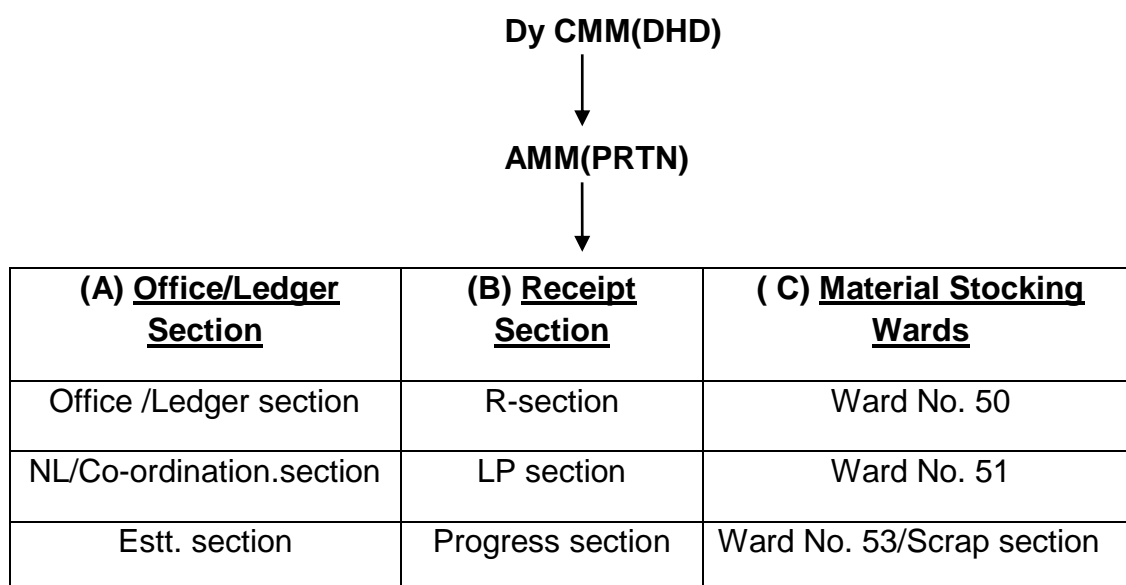 Dy CMM(DHD)
AMM(PRTN)
(A) Office/Ledger
Section
(B) Receipt
Section
( C) Material Stocking
Wards
Office /Ledger section
R-section
Ward No. 50
NL/Co-ordination.section
LP section
Ward No. 51
Estt. section
Progress section
Ward No. 53/Scrap section